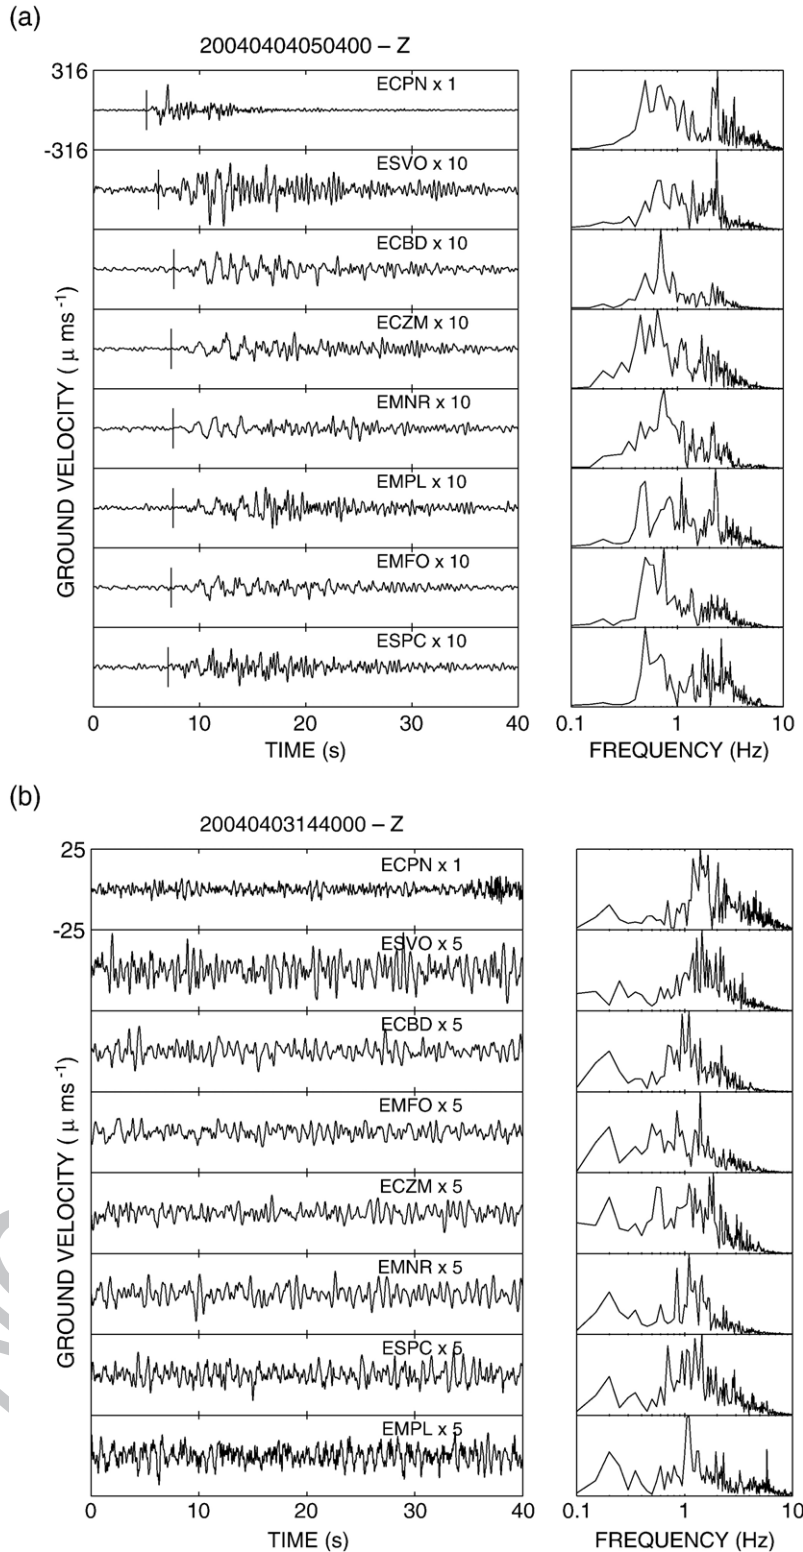 (a)
20040404050400 – Z
316
-316
ECPN x 1
ESVO x 10
ECBD x 10
ECZM x 10
EMNR x 10
EMPL x 10
EMFO x 10
ESPC x 10
GROUND VELOCITY ( μ ms⁻¹)
0 10 20 30 40
TIME (s)
0.1 1 10
FREQUENCY (Hz)
(b)
20040403144000 – Z
25
-25
ECPN x 1
ESVO x 5
ECBD x 5
EMFO x 5
ECZM x 5
EMNR x 5
ESPC x 5
EMPL x 5
GROUND VELOCITY ( μ ms⁻¹)
0 10 20 30 40
TIME (s)
0.1 1 10
FREQUENCY (Hz)